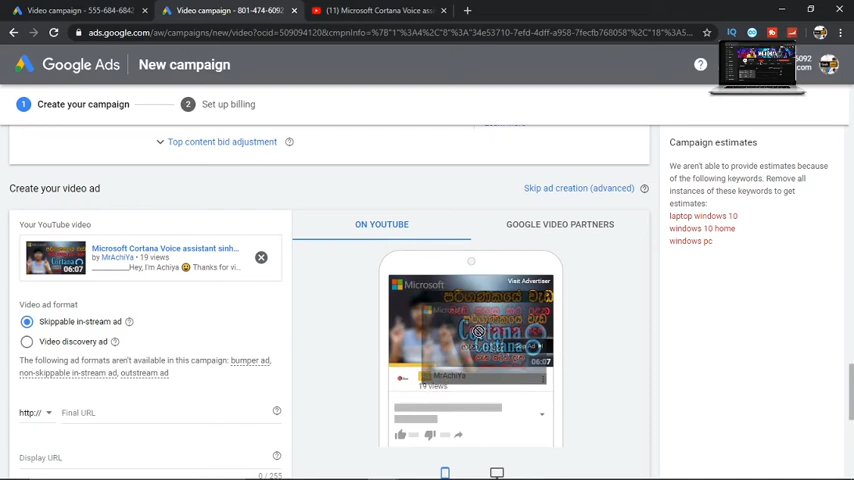 Video campaign - 555-684-6842
Video campaign - 801-474-6092
(11) Microsoft Cortana Voice ass
ads.google.com/aw/campaigns/new/video?ocid=509094120&cmpnInfo=%7B"1%3A4%2C"8%3A"34e53710-7efd-4dff-a958-7fecfb768058"%2C"18%3A...
Google Ads
New campaign
6092
com
1 Create your campaign
2 Set up billing
Top content bid adjustment
Campaign estimates
We aren't able to provide estimates because
of the following keywords. Remove all
instances of these keywords to get
estimates:
laptop windows 10
windows 10 home
windows pc
Create your video ad
Skip ad creation (advanced)
Your YouTube video
ON YOUTUBE
GOOGLE VIDEO PARTNERS
Microsoft Cortana Voice assistant sinh...
by MrAchiYa • 19 views
__________Hey, I'm Achiya 😉 Thanks for vi...
06:07
Video ad format
Skippable in-stream ad
Video discovery ad
The following ad formats aren't available in this campaign: bumper ad,
non-skippable in-stream ad, outstream ad
http://
Final URL
Display URL
0 / 255
Visit Advertiser
Microsoft
පරිගණකයේ වැඩ
Cortana
06:07
MrAchiYa
19 views